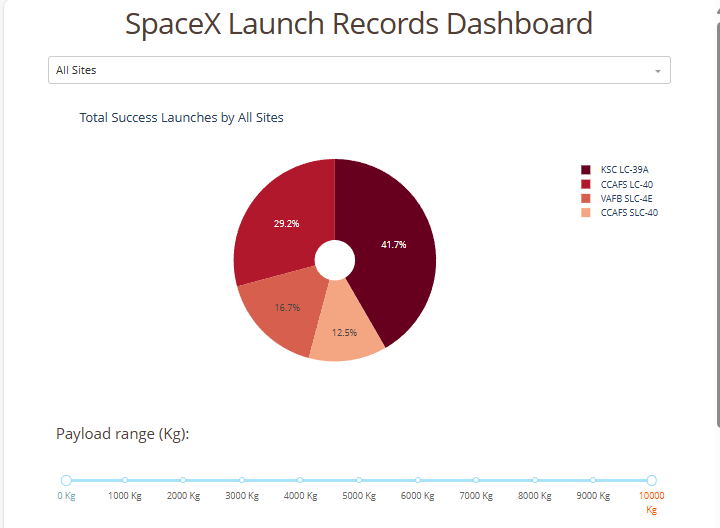 SpaceX Launch Records Dashboard
All Sites
Total Success Launches by All Sites
KSC LC-39A
CCAFS LC-40
VAFB SLC-4E
CCAFS SLC-40
29.2%
41.7%
16.7%
12.5%
Payload range (Kg):
0 Kg 1000 Kg 2000 Kg 3000 Kg 4000 Kg 5000 Kg 6000 Kg 7000 Kg 8000 Kg 9000 Kg 10000
Kg